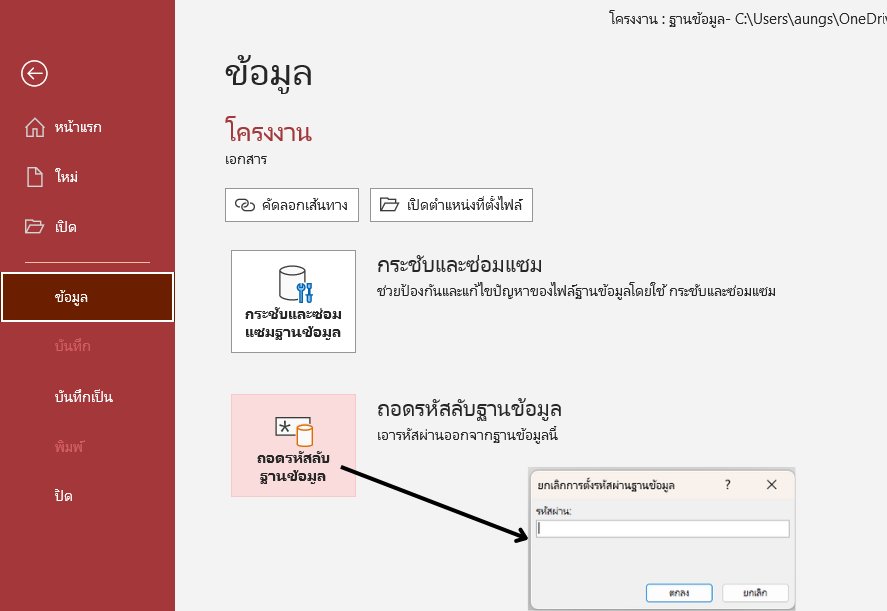 โครงงาน : ฐานข้อมูล- C:\Users\aungs\OneDri
ข้อมูล
หน้าแรก
ใหม่
เปิด
ข้อมูล
บันทึก
บันทึกเป็น
พิมพ์
ปิด
โครงงาน
เอกสาร
คัดลอกเส้นทาง
เปิดตำแหน่งที่ตั้งไฟล์
กระชับและซ่อม
แซมฐานข้อมูล
กระชับและซ่อมแซม
ช่วยป้องกันและแก้ไขปัญหาของไฟล์ฐานข้อมูลโดยใช้ กระชับและซ่อมแซม
ถอดรหัสลับ
ฐานข้อมูล
ถอดรหัสลับฐานข้อมูล
เอารหัสผ่านออกจากฐานข้อมูลนี้
ยกเลิกการตั้งรหัสผ่านฐานข้อมูล
รหัสผ่าน:
ตกลง
ยกเลิก